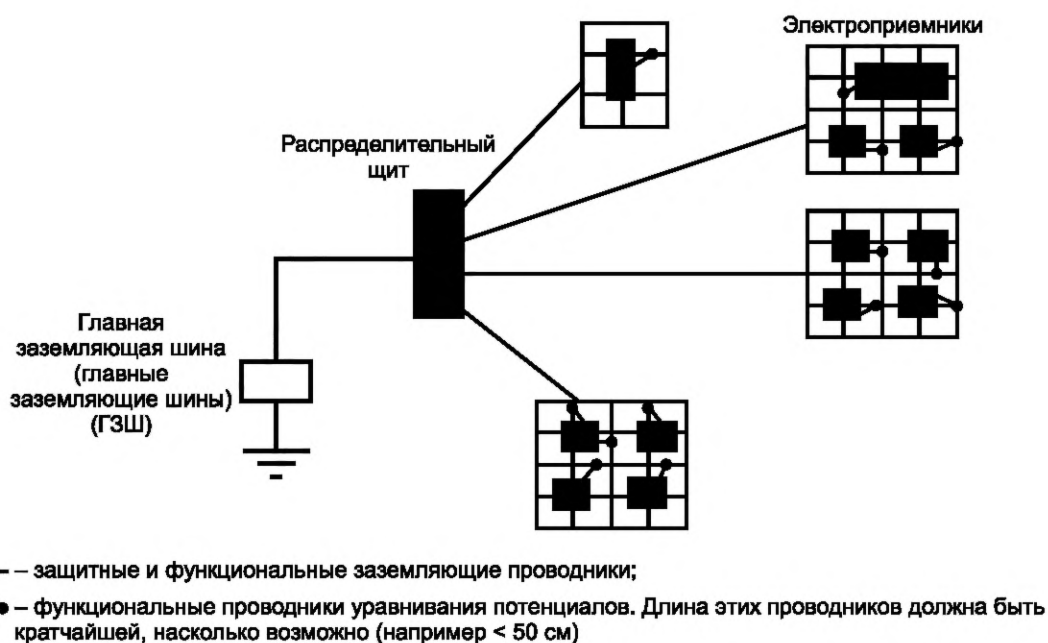 Электроприемники
Распределительный
щит
Главная
заземляющая шина
(главные
заземляющие шины)
(ГЗШ)
– защитные и функциональные заземляющие проводники;
– функциональные проводники уравнивания потенциалов. Длина этих проводников должна быть
кратчайшей, насколько возможно (например < 50 см)